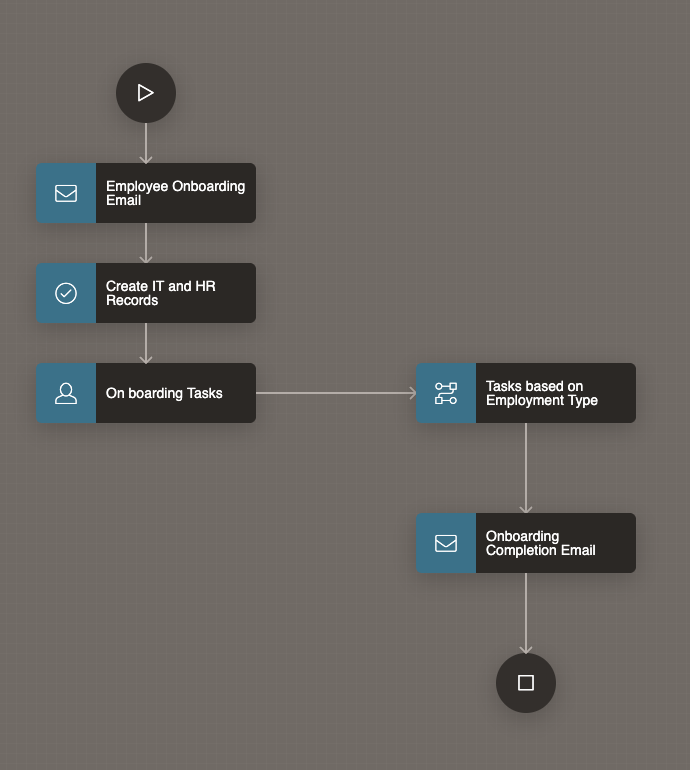 Employee Onboarding
Email
Create IT and HR
Records
On boarding Tasks
Tasks based on
Employment Type
Onboarding
Completion Email